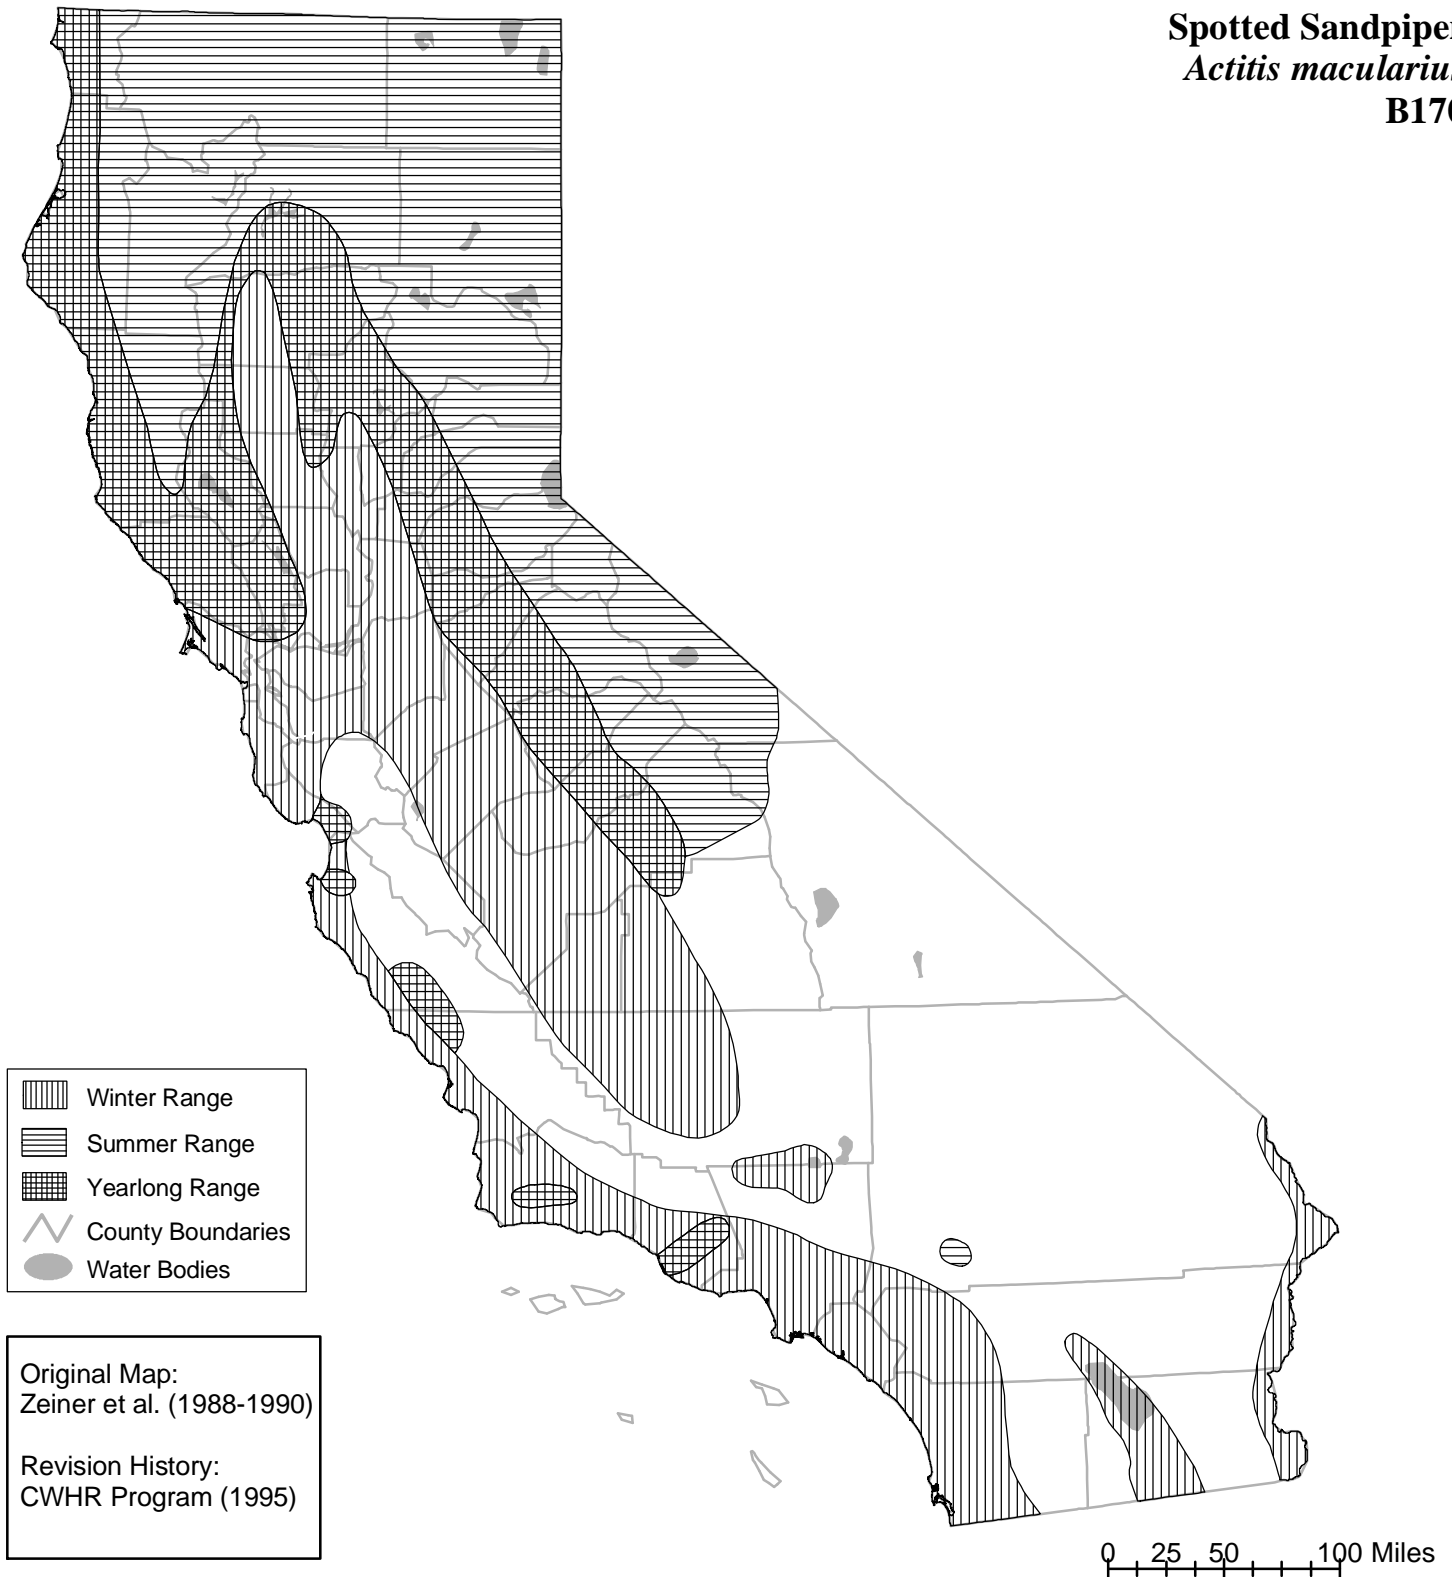 Spotted Sandpiper
Actitis macularius
B170
Winter Range
Summer Range
Yearlong Range
County Boundaries
Water Bodies
Original Map:
Zeiner et al. (1988-1990)
Revision History:
CWHR Program (1995)
0 25 50 100 Miles